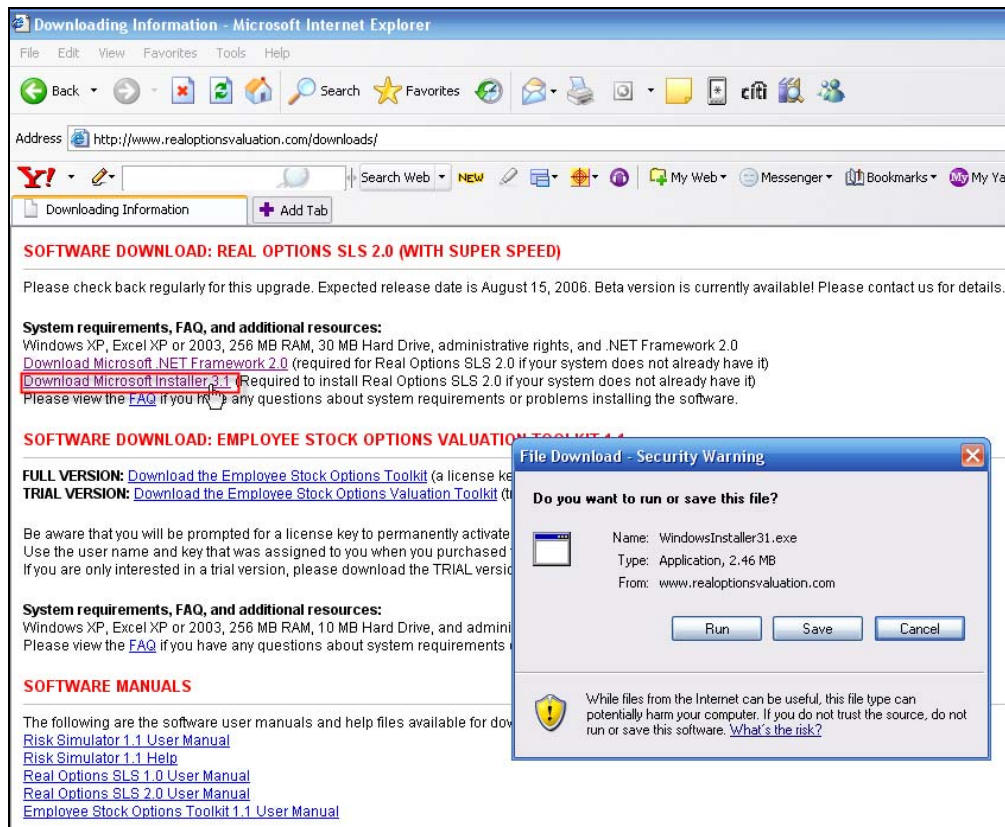 Downloading Information - Microsoft Internet Explorer
File Edit View Favorites Tools Help
Back Search Favorites citi
Address http://www.realoptionsvaluation.com/downloads/
Y! Search Web NEW My Web Messenger Bookmarks My Ya
Downloading Information Add Tab
SOFTWARE DOWNLOAD: REAL OPTIONS SLS 2.0 (WITH SUPER SPEED)
Please check back regularly for this upgrade. Expected release date is August 15, 2006. Beta version is currently available! Please contact us for details.
System requirements, FAQ, and additional resources:
Windows XP, Excel XP or 2003, 256 MB RAM, 30 MB Hard Drive, administrative rights, and .NET Framework 2.0
Download Microsoft .NET Framework 2.0 (required for Real Options SLS 2.0 if your system does not already have it)
Download Microsoft Installer 3.1 (Required to install Real Options SLS 2.0 if your system does not already have it)
Please view the FAQ if you have any questions about system requirements or problems installing the software.
SOFTWARE DOWNLOAD: EMPLOYEE STOCK OPTIONS VALUATION TOOLKIT 1.1
FULL VERSION: Download the Employee Stock Options Toolkit (a license ke
TRIAL VERSION: Download the Employee Stock Options Valuation Toolkit (t
Be aware that you will be prompted for a license key to permanently activate
Use the user name and key that was assigned to you when you purchased
If you are only interested in a trial version, please download the TRIAL versic
System requirements, FAQ, and additional resources:
Windows XP, Excel XP or 2003, 256 MB RAM, 10 MB Hard Drive, and admini
Please view the FAQ if you have any questions about system requirements
SOFTWARE MANUALS
The following are the software user manuals and help files available for dov
Risk Simulator 1.1 User Manual
Risk Simulator 1.1 Help
Real Options SLS 1.0 User Manual
Real Options SLS 2.0 User Manual
Employee Stock Options Toolkit 1.1 User Manual
File Download - Security Warning
Do you want to run or save this file?
Name: WindowsInstaller31.exe
Type: Application, 2.46 MB
From: www.realoptionsvaluation.com
Run Save Cancel
While files from the Internet can be useful, this file type can
potentially harm your computer. If you do not trust the source, do not
run or save this software. What's the risk?